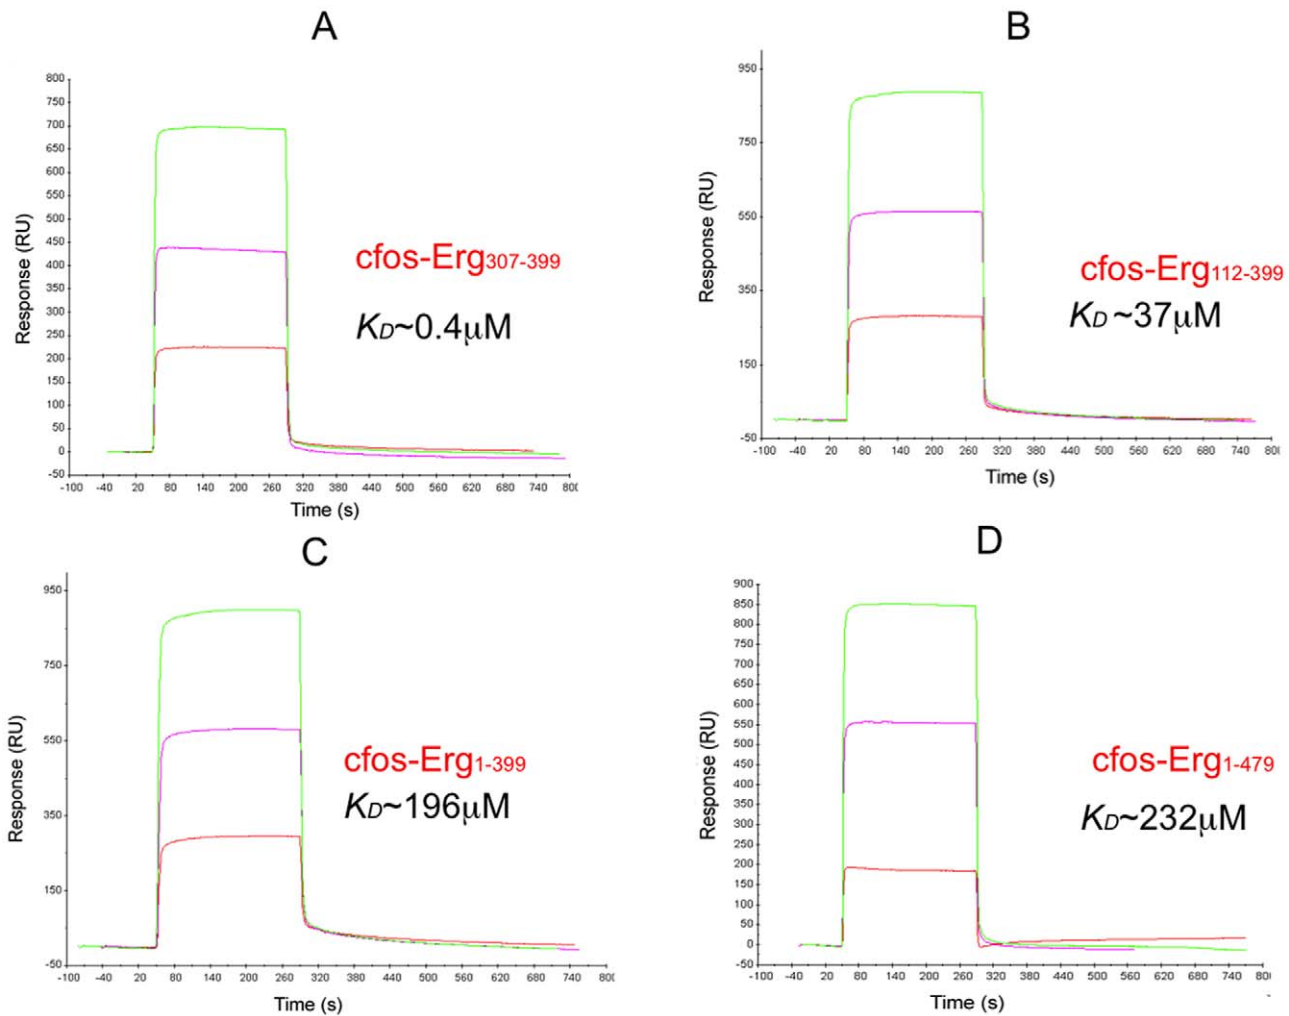 A
800
750
700
650
600
550
500
450
400
350
300
250
200
150
100
50
0
-50
Response (RU)
cfos-Erg307-399
KD~0.4μM
-100 -40 20 80 140 200 260 320 380 440 500 560 620 680 740 800
Time (s)
B
950
750
550
350
150
-50
Response (RU)
cfos-Erg112-399
KD ~37μM
-100 -40 20 80 140 200 260 320 380 440 500 560 620 680 740 800
Time (s)
C
950
750
550
350
150
-50
Response (RU)
cfos-Erg1-399
KD~196μM
-100 -40 20 80 140 200 260 320 380 440 500 560 620 680 740 800
Time (s)
D
900
850
800
750
700
650
600
550
500
450
400
350
300
250
200
150
100
50
0
-50
Response (RU)
cfos-Erg1-479
KD~232μM
-100 -40 20 80 140 200 260 320 380 440 500 560 620 680 740 800
Time (s)